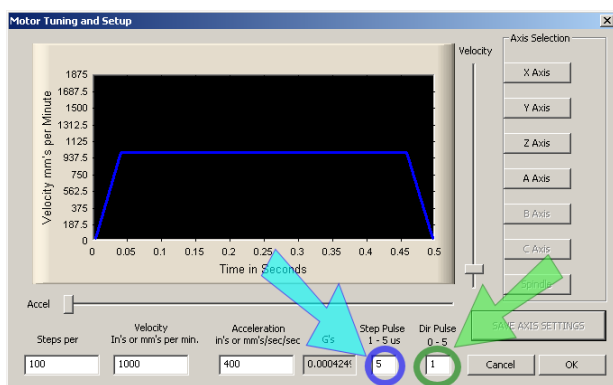 Motor Tuning and Setup
Axis Selection
Velocity
X Axis
Y Axis
Z Axis
A Axis
B Axis
C Axis
Spindle
SAVE AXIS SETTINGS
Velocity mm's per Minute
1875
1687.5
1500
1312.5
1125
937.5
750
562.5
375
187.5
0
0 0.05 0.1 0.15 0.2 0.25 0.3 0.35 0.4 0.45 0.5
Time in Seconds
Accel
Steps per
Velocity
In's or mm's per min.
Acceleration
in's or mm's/sec/sec
G's
Step Pulse
1 - 5 us
Dir Pulse
0 - 5
100 1000 400 0.0004249 5 1
Cancel OK